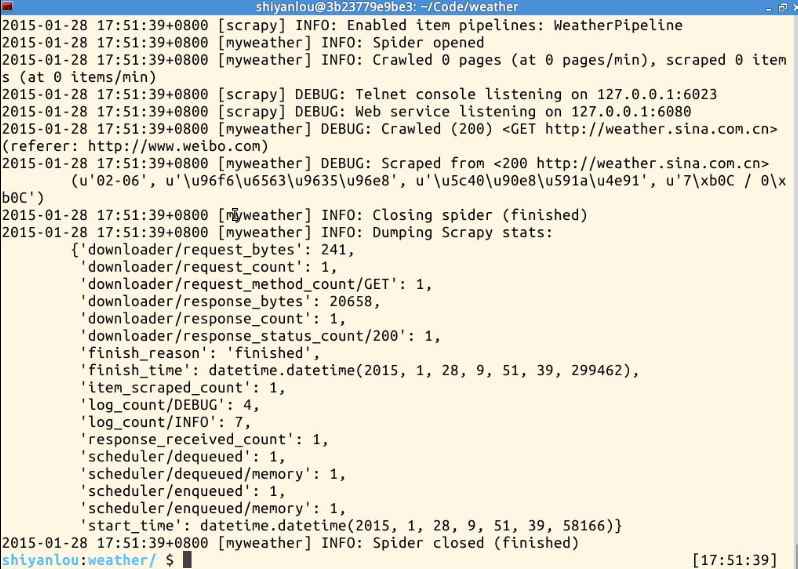 shiyanlou@3b23779e9be3: ~/Code/weather
2015-01-28 17:51:39+0800 [scrapy] INFO: Enabled item pipelines: WeatherPipeline
2015-01-28 17:51:39+0800 [myweather] INFO: Spider opened
2015-01-28 17:51:39+0800 [myweather] INFO: Crawled 0 pages (at 0 pages/min), scraped 0 item
s (at 0 items/min)
2015-01-28 17:51:39+0800 [scrapy] DEBUG: Telnet console listening on 127.0.0.1:6023
2015-01-28 17:51:39+0800 [scrapy] DEBUG: Web service listening on 127.0.0.1:6080
2015-01-28 17:51:39+0800 [myweather] DEBUG: Crawled (200) <GET http://weather.sina.com.cn>
(referer: http://www.weibo.com)
2015-01-28 17:51:39+0800 [myweather] DEBUG: Scraped from <200 http://weather.sina.com.cn>
(u'02-06', u'\u96f6\u6563\u9635\u96e8', u'\u5c40\u90e8\u591a\u4e91', u'7\xb0C / 0\x
b0C')
2015-01-28 17:51:39+0800 [myweather] INFO: Closing spider (finished)
2015-01-28 17:51:39+0800 [myweather] INFO: Dumping Scrapy stats:
{'downloader/request_bytes': 241,
'downloader/request_count': 1,
'downloader/request_method_count/GET': 1,
'downloader/response_bytes': 20658,
'downloader/response_count': 1,
'downloader/response_status_count/200': 1,
'finish_reason': 'finished',
'finish_time': datetime.datetime(2015, 1, 28, 9, 51, 39, 299462),
'item_scraped_count': 1,
'log_count/DEBUG': 4,
'log_count/INFO': 7,
'response_received_count': 1,
'scheduler/dequeued': 1,
'scheduler/dequeued/memory': 1,
'scheduler/enqueued': 1,
'scheduler/enqueued/memory': 1,
'start_time': datetime.datetime(2015, 1, 28, 9, 51, 39, 58166)}
2015-01-28 17:51:39+0800 [myweather] INFO: Spider closed (finished)
shiyanlou:weather/ $ [17:51:39]